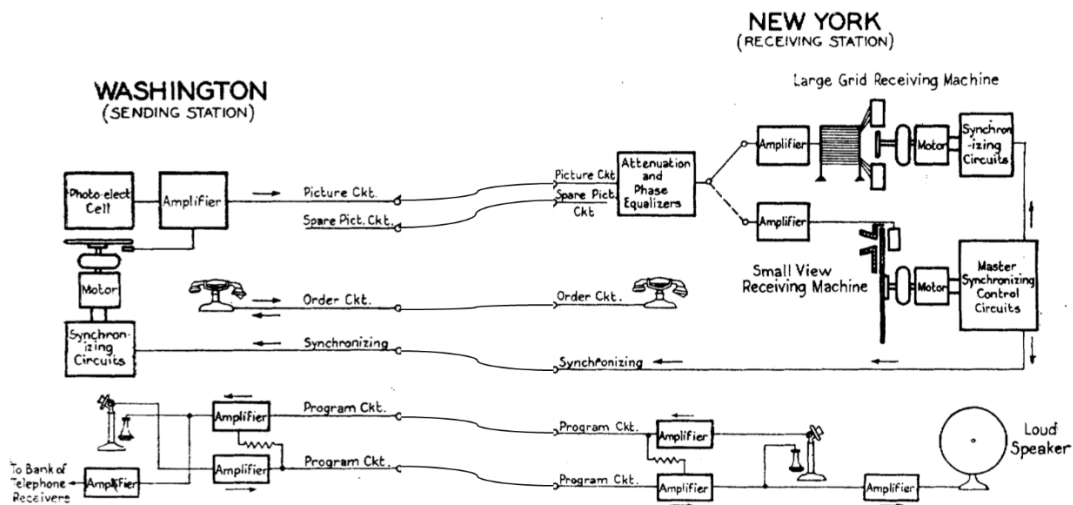 NEW YORK
(RECEIVING STATION)
WASHINGTON
(SENDING STATION)
Large Grid Receiving Machine
Photo-elect
Cell
Amplifier
Picture Ckt.
Spare Pict. Ckt.
Picture Ckt
Spare Pict.
Ckt
Attenuation
and
Phase
Equalizers
Amplifier
Motor
Synchron-
izing
Circuits
Amplifier
Small View
Receiving Machine
Motor
Master
Synchronizing
Control
Circuits
Motor
Order Ckt.
Order Ckt.
Synchron-
izing
Circuits
Synchronizing
Synchronizing
Amplifier
Program Ckt.
Program Ckt.
Amplifier
Loud
Speaker
Amplifier
Program Ckt.
Program Ckt.
Amplifier
Amplifier
To Bank of
Telephone
Receivers
Amplifier